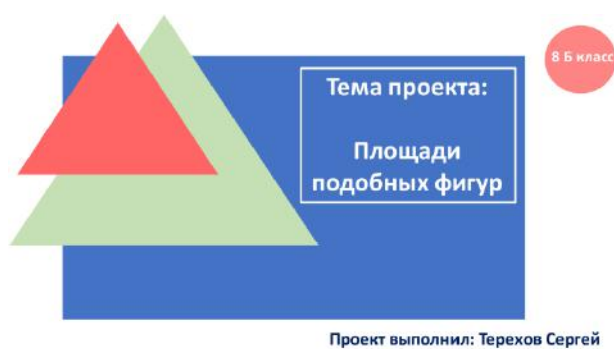 8 Б класс
Тема проекта:
Площади
подобных фигур
Проект выполнил: Терехов Сергей